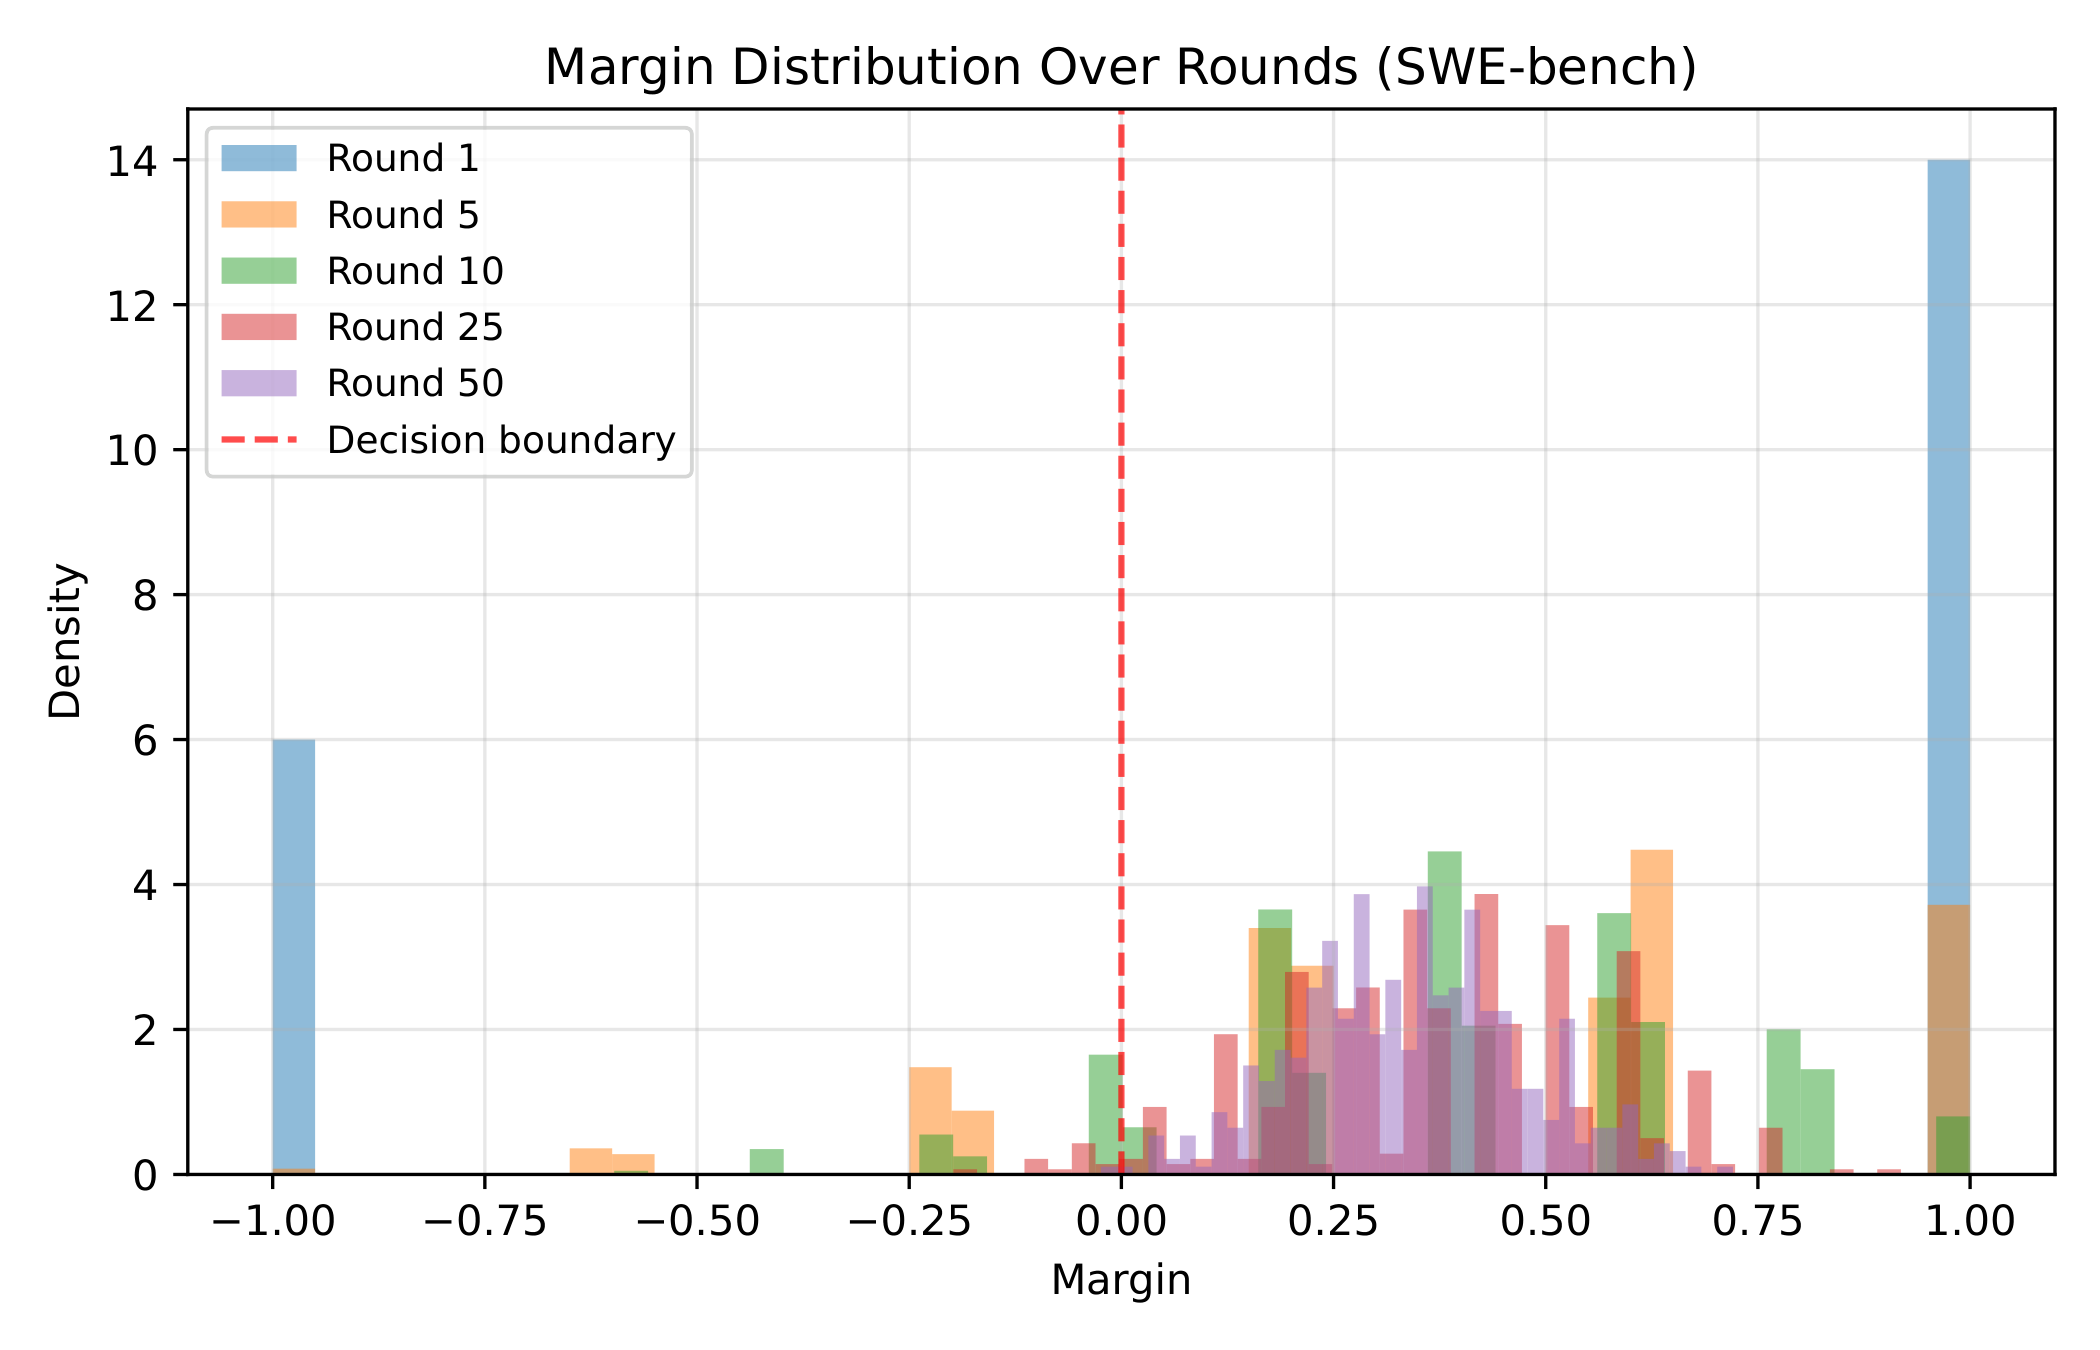 Margin Distribution Over Rounds (SWE-bench)
Round 1
Round 5
Round 10
Round 25
Round 50
Decision boundary
Density
14
12
10
8
6
4
2
0
−1.00 −0.75 −0.50 −0.25 0.00 0.25 0.50 0.75 1.00
Margin